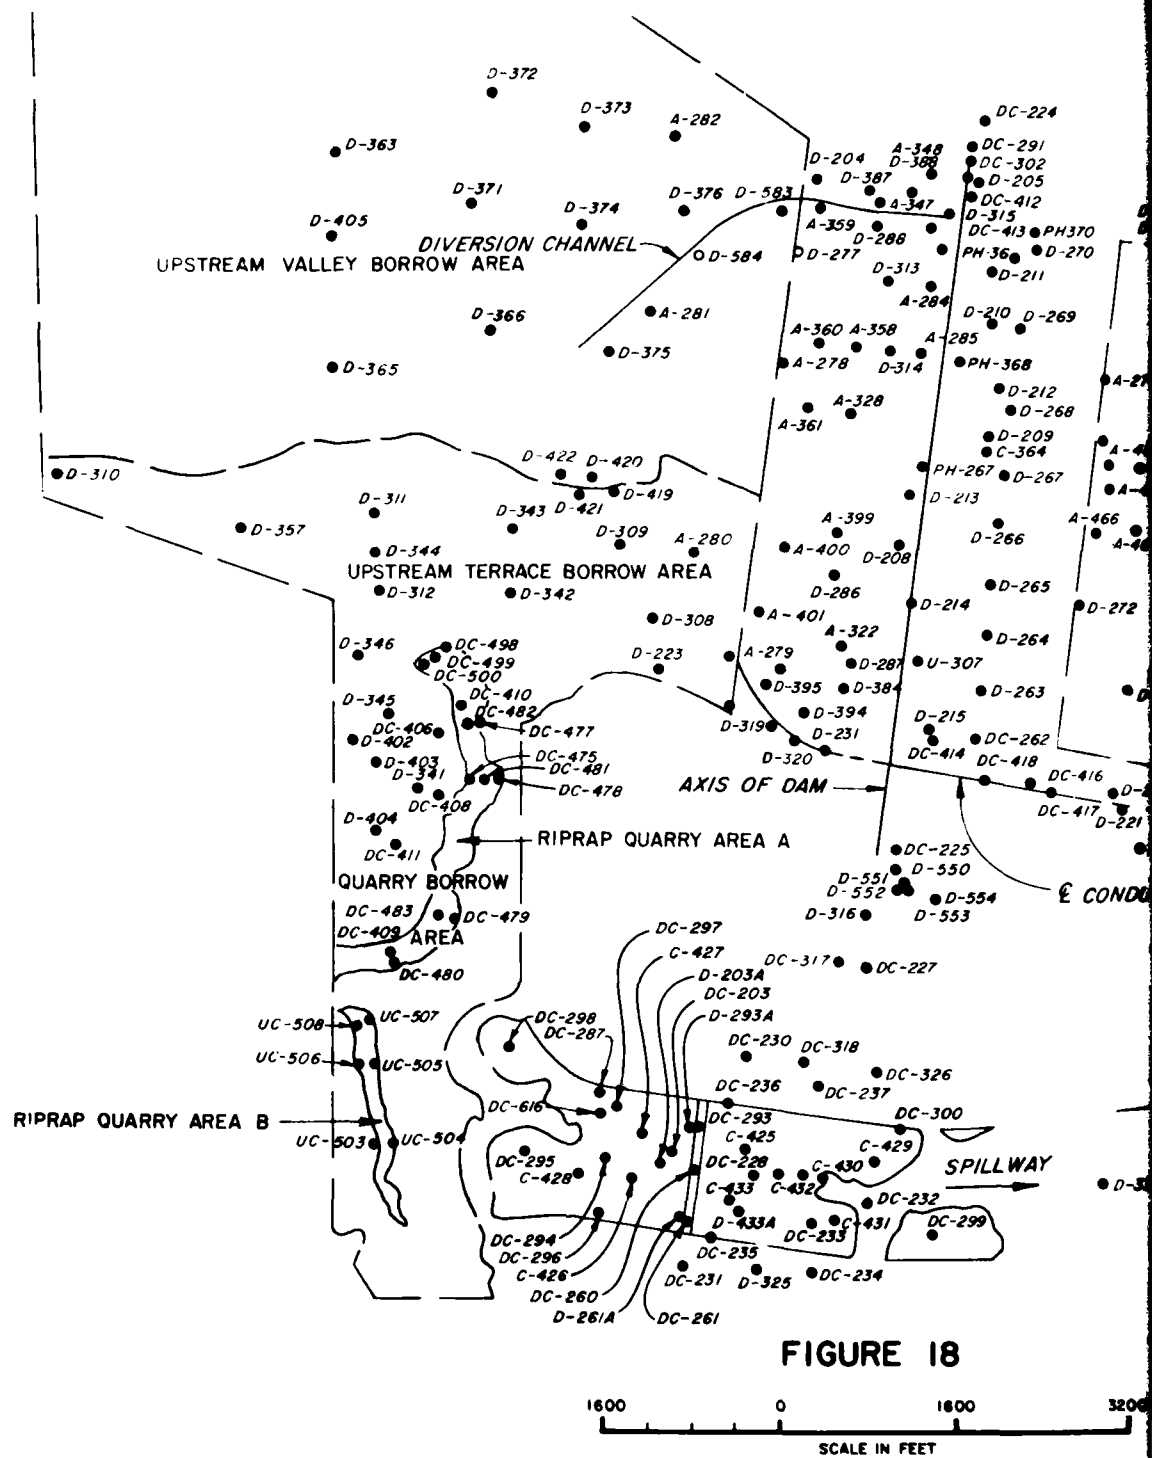 D-372
D-373
A-282
DC-224
D-363
A-348
DC-291
D-388
DC-302
D-204
D-387
D-205
D-371
D-376
D-583
A-347
DC-412
D-405
D-374
A-359
D-315
DIVERSION CHANNEL
D-288
DC-413
PH370
D-584
D-277
PH-36
D-270
UPSTREAM VALLEY BORROW AREA
D-313
D-211
A-284
D-366
A-281
D-210
D-269
A-360
A-358
A-285
D-375
A-278
D-314
PH-368
D-365
D-212
A-328
D-268
A-361
D-209
C-364
D-422
D-420
PH-267
D-267
D-310
D-419
D-213
D-421
D-311
D-343
D-309
A-280
A-399
A-466
D-357
D-266
D-344
A-400
D-208
UPSTREAM TERRACE BORROW AREA
D-286
D-265
D-312
D-342
A-401
D-214
D-272
D-308
A-322
D-264
D-346
DC-498
DC-499
D-223
A-279
D-287
U-307
DC-500
D-395
D-384
D-263
D-345
DC-410
DC-482
D-394
D-215
DC-406
DC-477
D-319
D-231
DC-414
DC-262
D-402
D-320
DC-475
D-403
DC-481
DC-418
DC-416
D-341
DC-478
AXIS OF DAM
DC-408
DC-417
D-221
D-404
RIPRAP QUARRY AREA A
DC-411
DC-225
D-550
D-551
QUARRY BORROW
D-552
D-554
DC-483
DC-479
D-316
D-553
DC-409
AREA
DC-297
C-427
DC-480
DC-317
DC-227
D-203A
DC-203
UC-507
DC-298
D-293A
UC-508
DC-287
DC-230
DC-318
UC-506
UC-505
DC-326
DC-236
DC-237
DC-616
RIPRAP QUARRY AREA B
DC-293
DC-300
UC-503
UC-504
C-425
DC-295
DC-228
C-429
C-430
SPILLWAY
C-428
C-433
C-432
DC-232
D-433A
C-431
DC-294
DC-233
DC-299
DC-296
DC-235
C-426
DC-231
D-325
DC-234
DC-260
D-261A
DC-261
FIGURE 18
1600 0 1600 3200
SCALE IN FEET